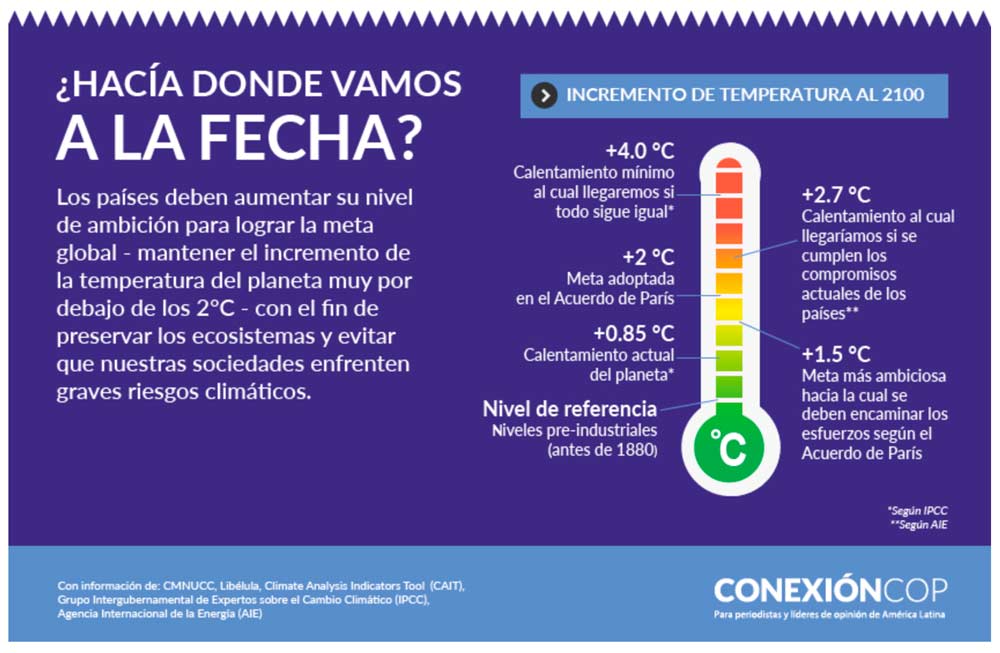 ¿HACÍA DONDE VAMOS
A LA FECHA?
Los países deben aumentar su nivel
de ambición para lograr la meta
global - mantener el incremento de
la temperatura del planeta muy por
debajo de los 2°C - con el fin de
preservar los ecosistemas y evitar
que nuestras sociedades enfrenten
graves riesgos climáticos.
INCREMENTO DE TEMPERATURA AL 2100
+4.0 °C
Calentamiento mínimo
al cual llegaremos si
todo sigue igual*
+2 °C
Meta adoptada
en el Acuerdo de París
+0.85 °C
Calentamiento actual
del planeta*
Nivel de referencia
Niveles pre-industriales
(antes de 1880)
°C
+2.7 °C
Calentamiento al cual
llegaríamos si se
cumplen los
compromisos
actuales de los
países**
+1.5 °C
Meta más ambiciosa
hacia la cual se
deben encaminar los
esfuerzos según el
Acuerdo de París
*Según IPCC
**Según AIE
Con información de: CMNUCC, Libélula, Climate Analysis Indicators Tool (CAIT),
Grupo Intergubernamental de Expertos sobre el Cambio Climático (IPCC),
Agencia Internacional de la Energía (AIE)
CONEXIÓNCOP
Para periodistas y líderes de opinión de América Latina